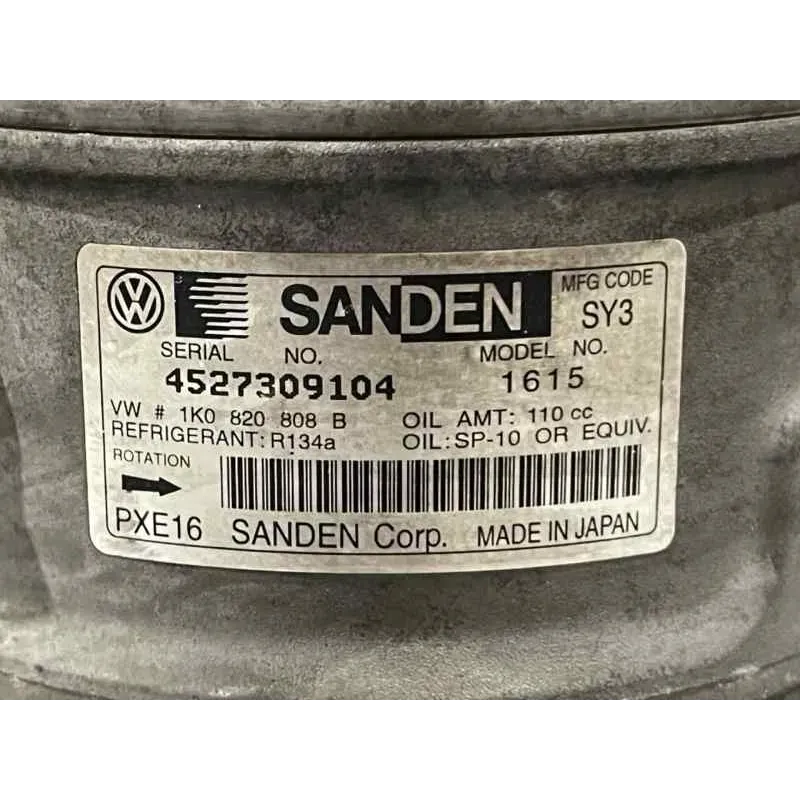 VW SANDEN MFG CODE
SY3
SERIAL NO. MODEL NO.
4527309104 1615
VW # 1K0 820 808 B OIL AMT: 110 cc
REFRIGERANT: R134a OIL: SP-10 OR EQUIV.
ROTATION
PXE16 SANDEN Corp. MADE IN JAPAN